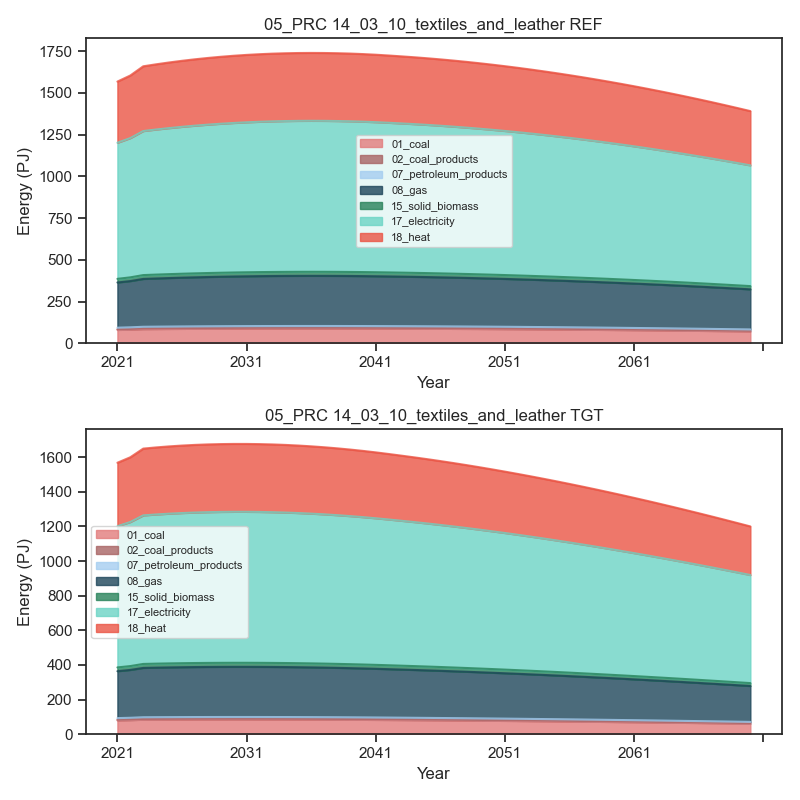 05_PRC 14_03_10_textiles_and_leather REF
1750
1500
1250
1000
750
500
250
0
Energy (PJ)
01_coal
02_coal_products
07_petroleum_products
08_gas
15_solid_biomass
17_electricity
18_heat
2021 2031 2041 2051 2061
Year
05_PRC 14_03_10_textiles_and_leather TGT
1600
1400
1200
1000
800
600
400
200
0
Energy (PJ)
01_coal
02_coal_products
07_petroleum_products
08_gas
15_solid_biomass
17_electricity
18_heat
2021 2031 2041 2051 2061
Year